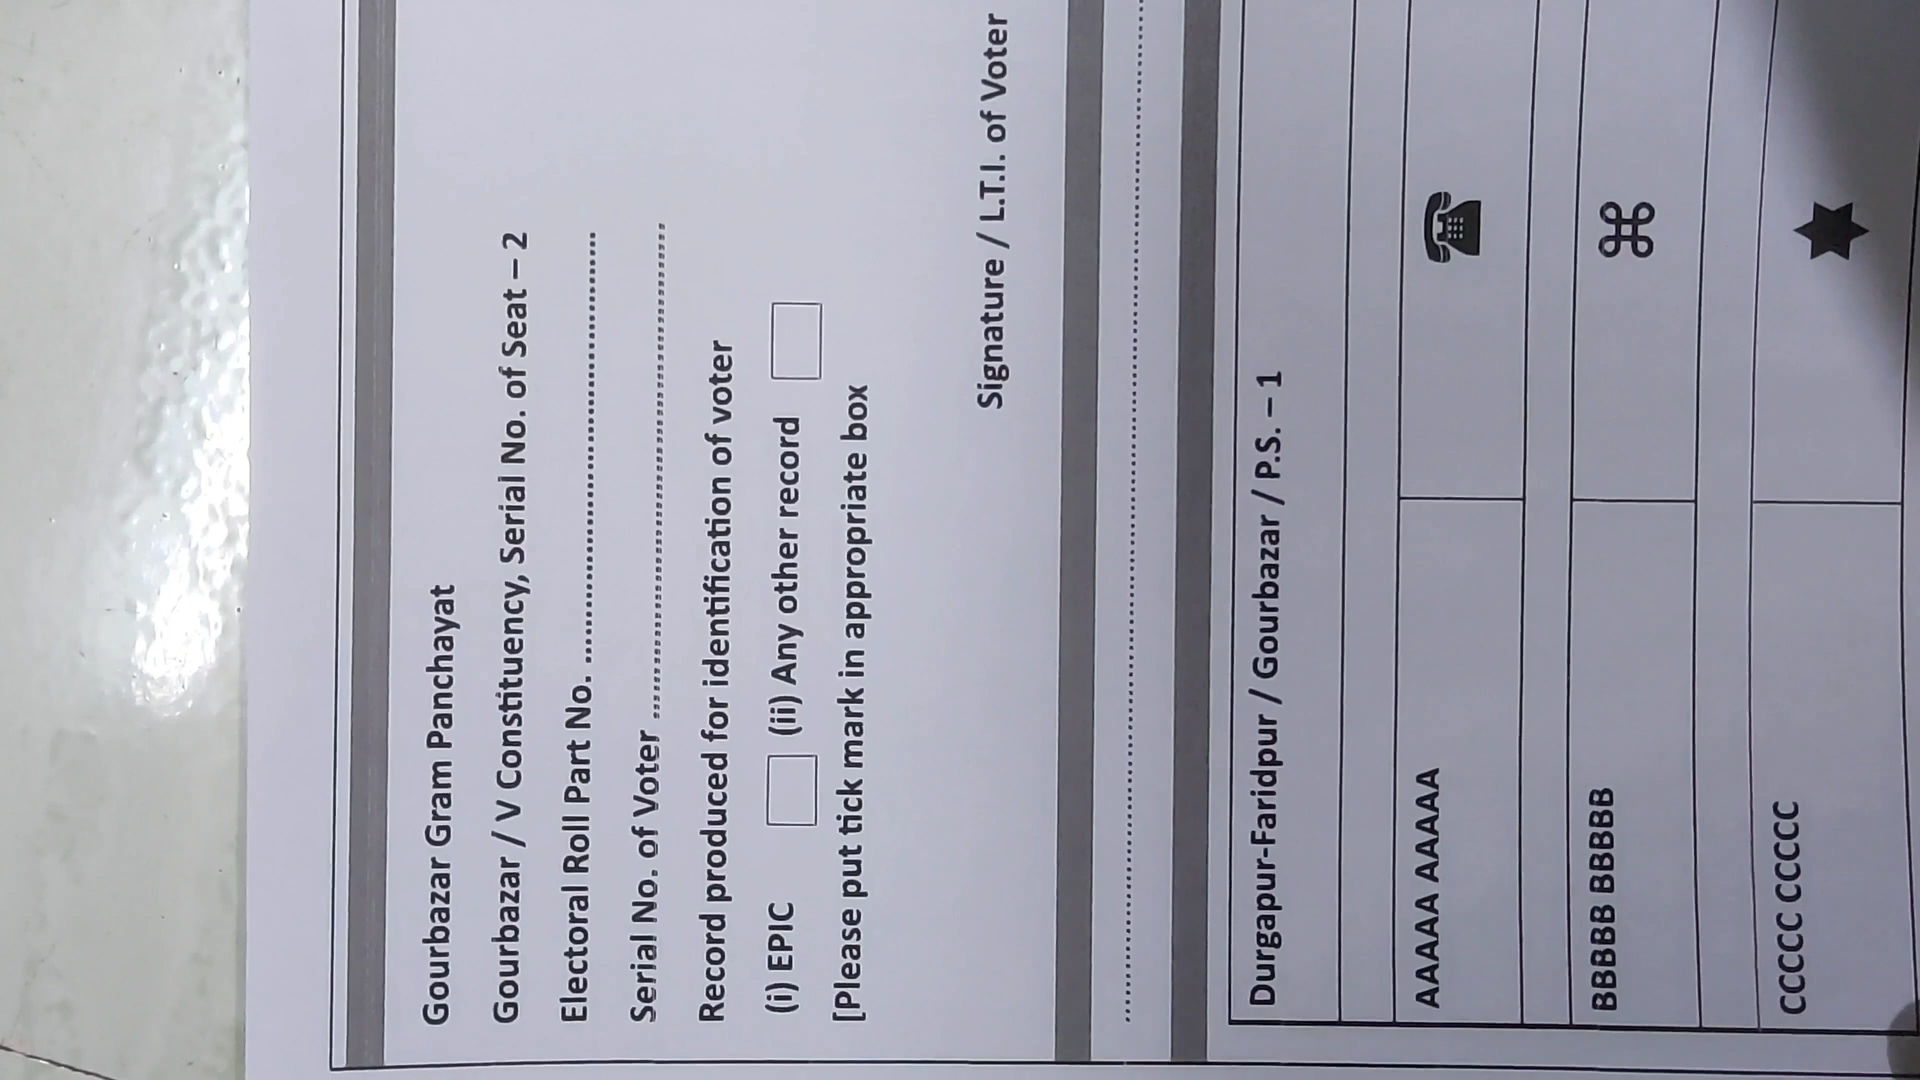 Gourbazar Gram Panchayat
Gourbazar / V Constituency, Serial No. of Seat – 2
Electoral Roll Part No. ................................................
Serial No. of Voter .......................................................
Record produced for identification of voter
(i) EPIC (ii) Any other record
[Please put tick mark in appropriate box
Signature / L.T.I. of Voter
Durgapur-Faridpur / Gourbazar / P.S. – 1
AAAAA AAAAA
BBBBB BBBBB
CCCCC CCCCC